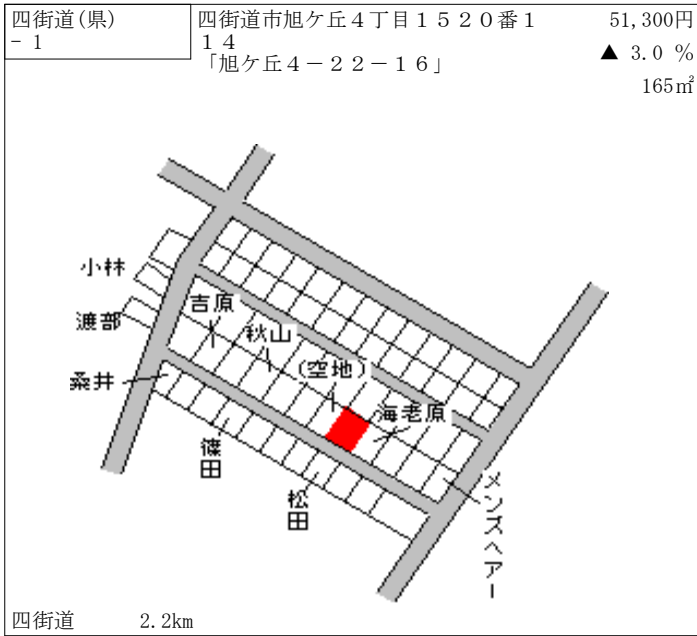 四街道(県)
－1
四街道市旭ケ丘４丁目１５２０番１
１４
「旭ケ丘４－２２－１６」
51,300円
▲ 3.0 %
165㎡
小林
渡部
桑井
吉原
秋山
(空地)
海老原
篠田
松田
メンズヘアー
四街道 2.2km